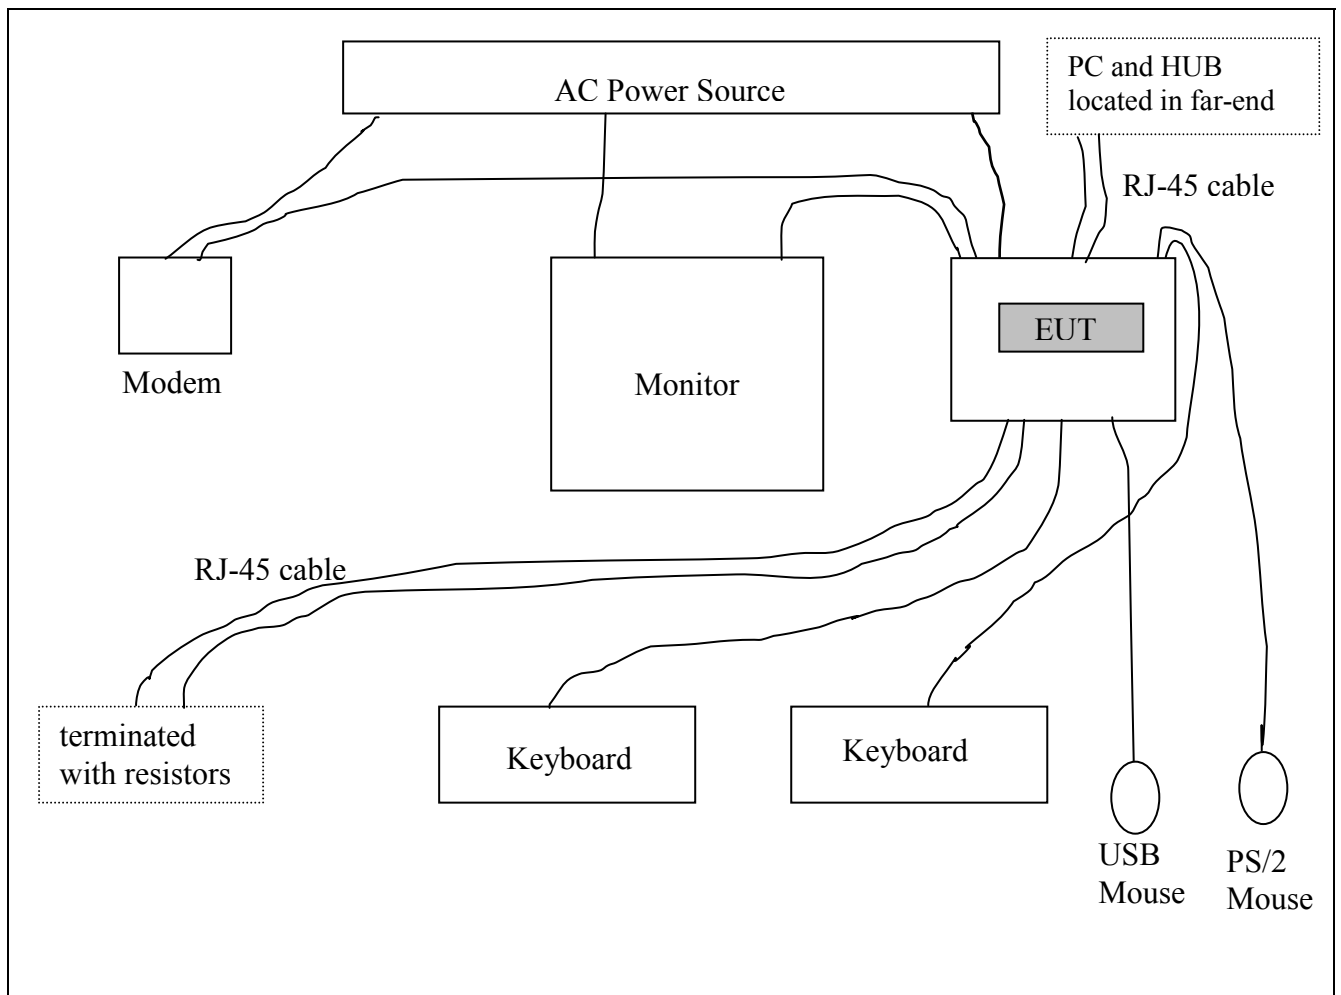 AC Power Source
PC and HUB
located in far-end
RJ-45 cable
EUT
Modem
Monitor
RJ-45 cable
terminated
with resistors
Keyboard
Keyboard
USB
Mouse
PS/2
Mouse